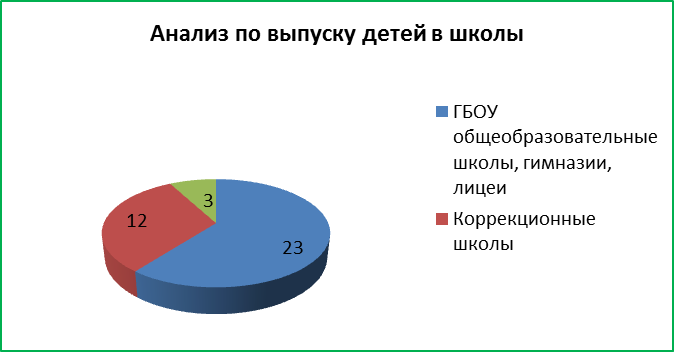 Анализ по выпуску детей в школы
ГБОУ
общеобразовательные
школы, гимназии,
лицеи
Коррекционные
школы
3
12
23